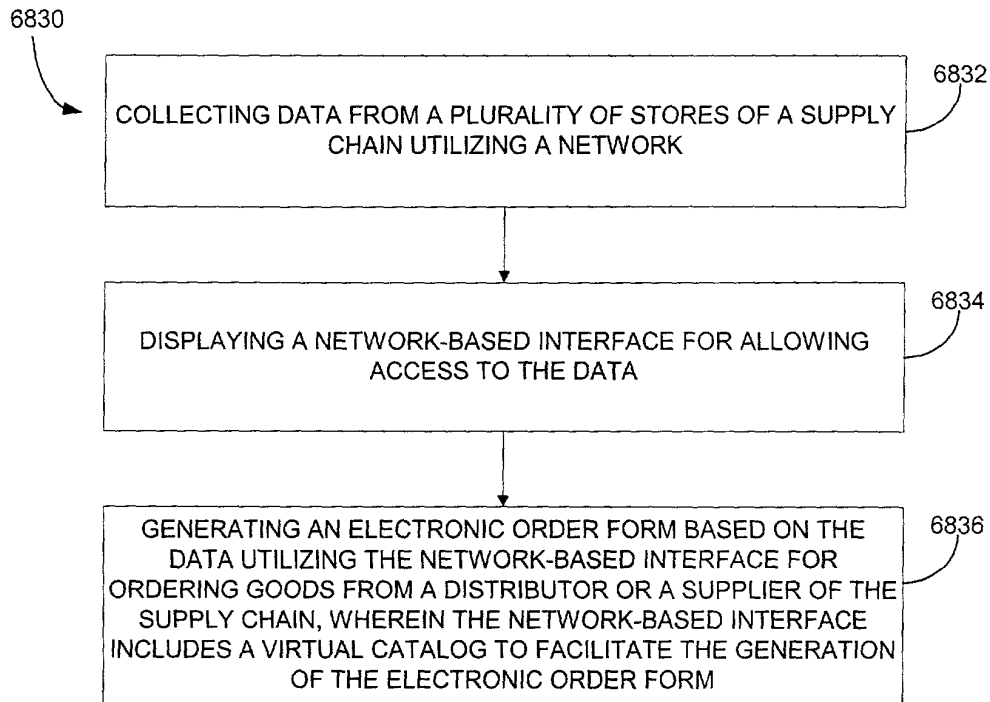 6830
6832
COLLECTING DATA FROM A PLURALITY OF STORES OF A SUPPLY
CHAIN UTILIZING A NETWORK
6834
DISPLAYING A NETWORK-BASED INTERFACE FOR ALLOWING
ACCESS TO THE DATA
6836
GENERATING AN ELECTRONIC ORDER FORM BASED ON THE
DATA UTILIZING THE NETWORK-BASED INTERFACE FOR
ORDERING GOODS FROM A DISTRIBUTOR OR A SUPPLIER OF THE
SUPPLY CHAIN, WHEREIN THE NETWORK-BASED INTERFACE
INCLUDES A VIRTUAL CATALOG TO FACILITATE THE GENERATION
OF THE ELECTRONIC ORDER FORM